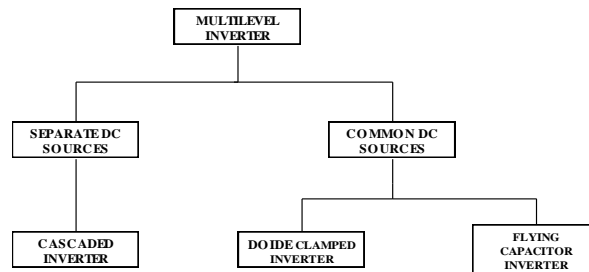 MULTILEVEL
INVERTER
SEPARATE DC
SOURCES
COMMON DC
SOURCES
CASCADED
INVERTER
DOIDE CLAMPED
INVERTER
FLYING
CAPACITOR
INVERTER